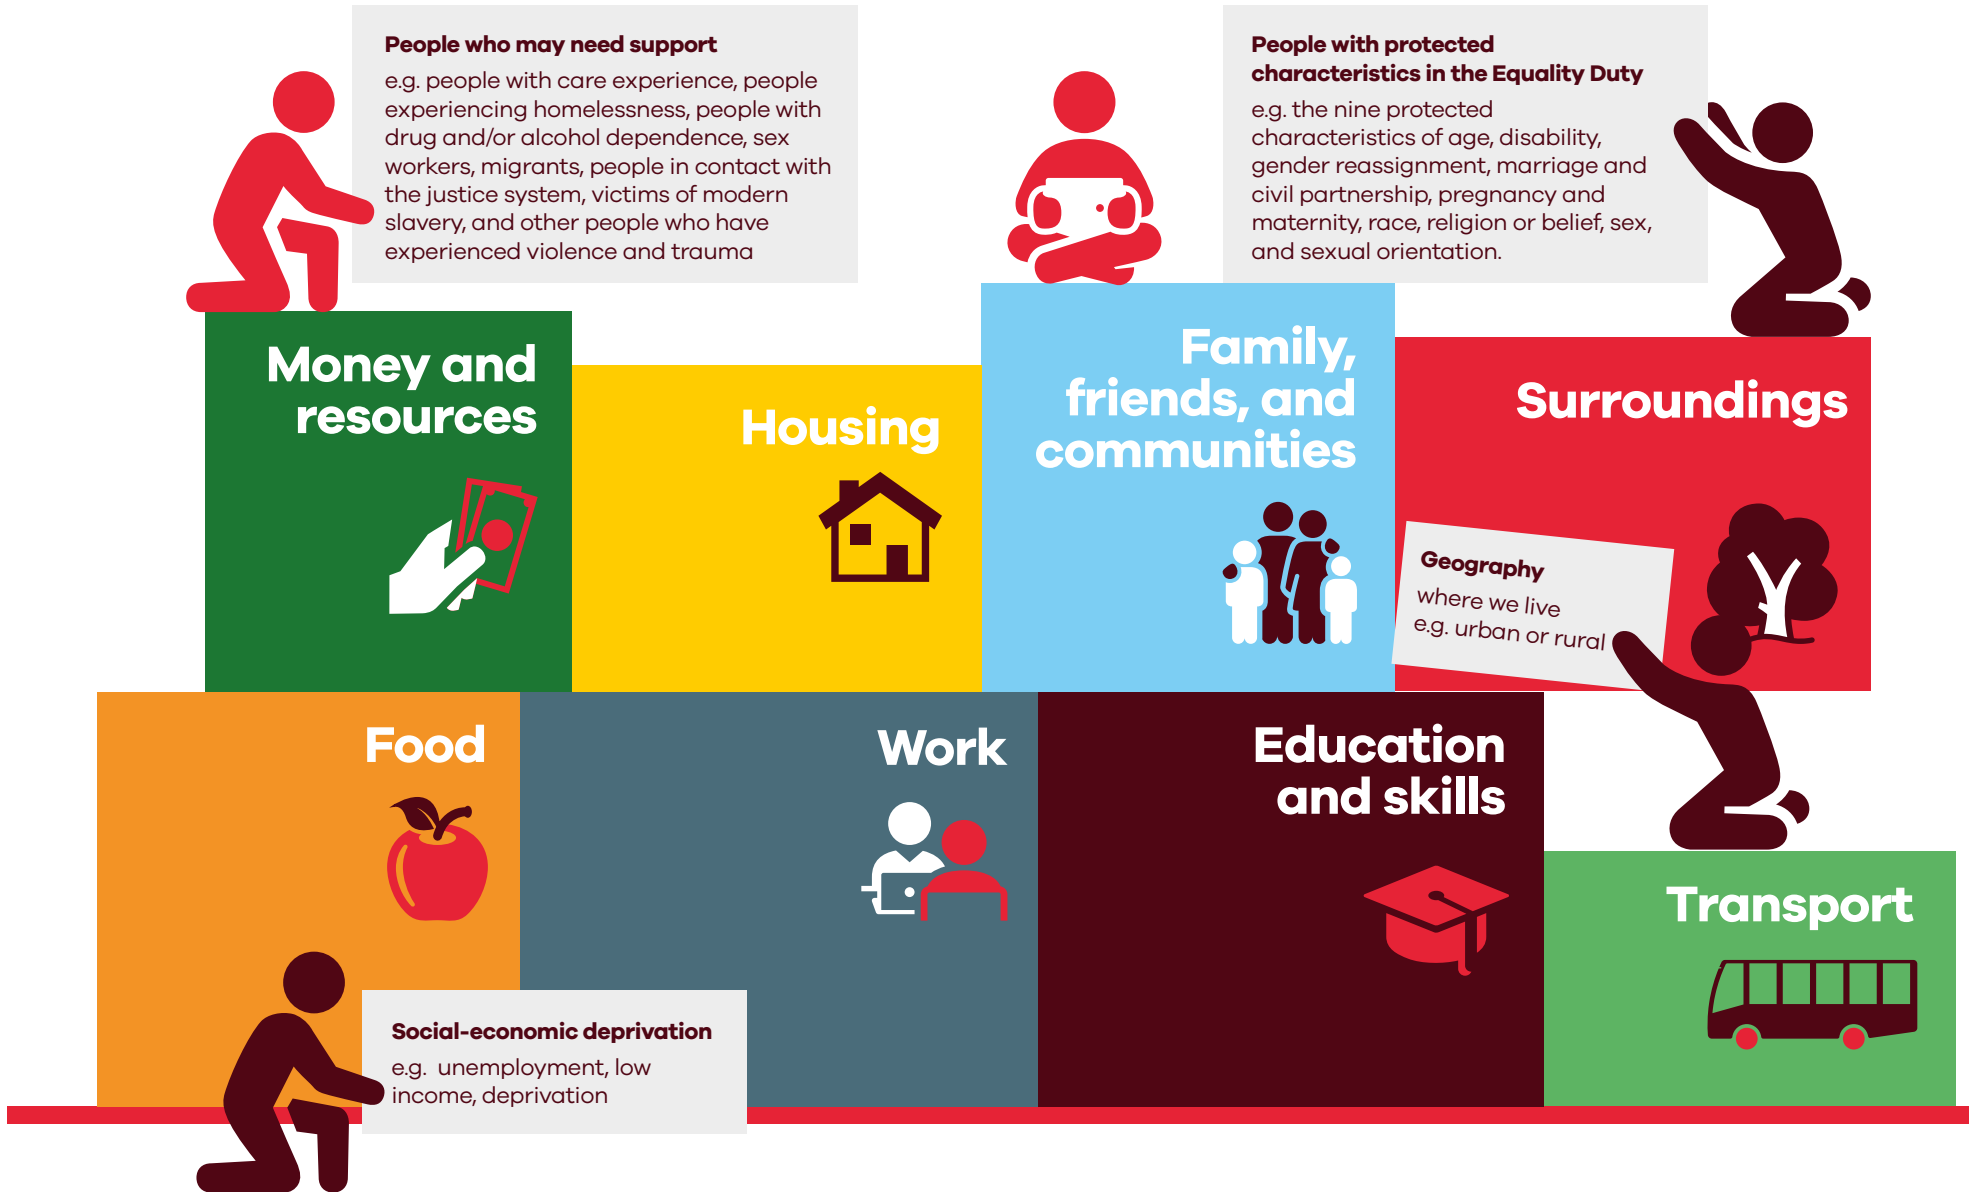 People who may need support
e.g. people with care experience, people
experiencing homelessness, people with
drug and/or alcohol dependence, sex
workers, migrants, people in contact with
the justice system, victims of modern
slavery, and other people who have
experienced violence and trauma
People with protected
characteristics in the Equality Duty
e.g. the nine protected
characteristics of age, disability,
gender reassignment, marriage and
civil partnership, pregnancy and
maternity, race, religion or belief, sex,
and sexual orientation.
Money and
resources
Housing
Family,
friends, and
communities
Surroundings
Geography
where we live
e.g. urban or rural
Food
Work
Education
and skills
Transport
Social-economic deprivation
e.g. unemployment, low
income, deprivation